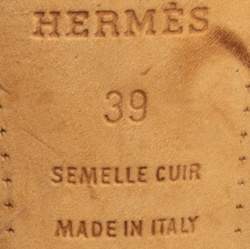 HERMÈS
39
SEMELLE CUIR
MADE IN ITALY